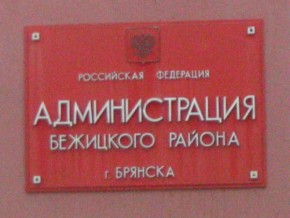 РОССИЙСКАЯ ФЕДЕРАЦИЯ
АДМИНИСТРАЦИЯ
БЕЖИЦКОГО РАЙОНА
г. БРЯНСКА